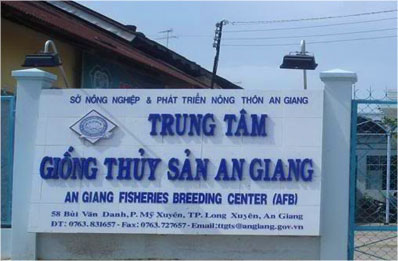 SỞ NÔNG NGHIỆP & PHÁT TRIỂN NÔNG THÔN AN GIANG
TRUNG TÂM
GIỐNG THỦY SẢN AN GIANG
AN GIANG FISHERIES BREEDING CENTER (AFB)
58 Bùi Văn Danh,P. Mỹ Xuyên, TP. Long Xuyên, An Giang
ĐT: 0763.831657 - Fax: 0763.727657 - Email:ttgts@angiang.gov.vn